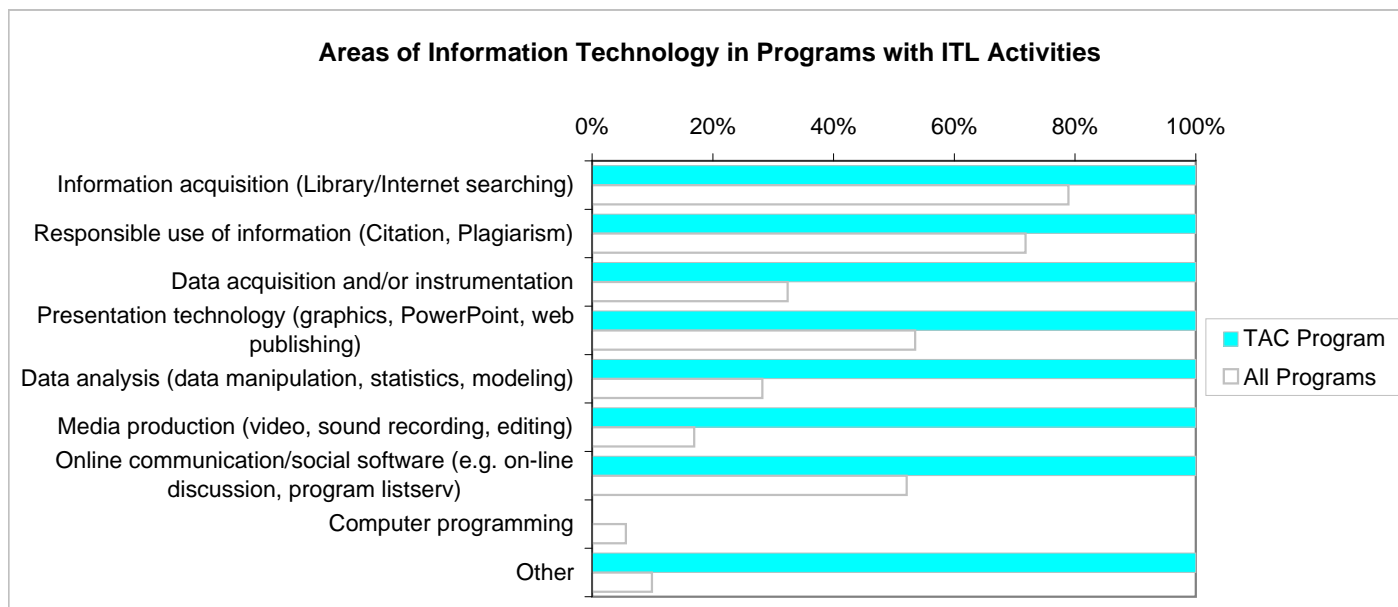 Areas of Information Technology in Programs with ITL Activities
0% 20% 40% 60% 80% 100%
Information acquisition (Library/Internet searching)
Responsible use of information (Citation, Plagiarism)
Data acquisition and/or instrumentation
Presentation technology (graphics, PowerPoint, web
publishing)
Data analysis (data manipulation, statistics, modeling)
Media production (video, sound recording, editing)
Online communication/social software (e.g. on-line
discussion, program listserv)
Computer programming
Other
TAC Program
All Programs